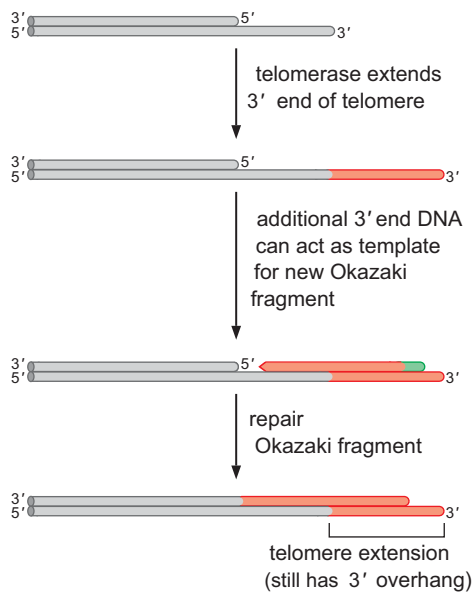 3′ 5′
5′ 3′
telomerase extends
3′ end of telomere
3′ 5′
5′ 3′
additional 3′ end DNA
can act as template
for new Okazaki
fragment
3′ 5′
5′ 3′
repair
Okazaki fragment
3′
5′ 3′
telomere extension
(still has 3′ overhang)